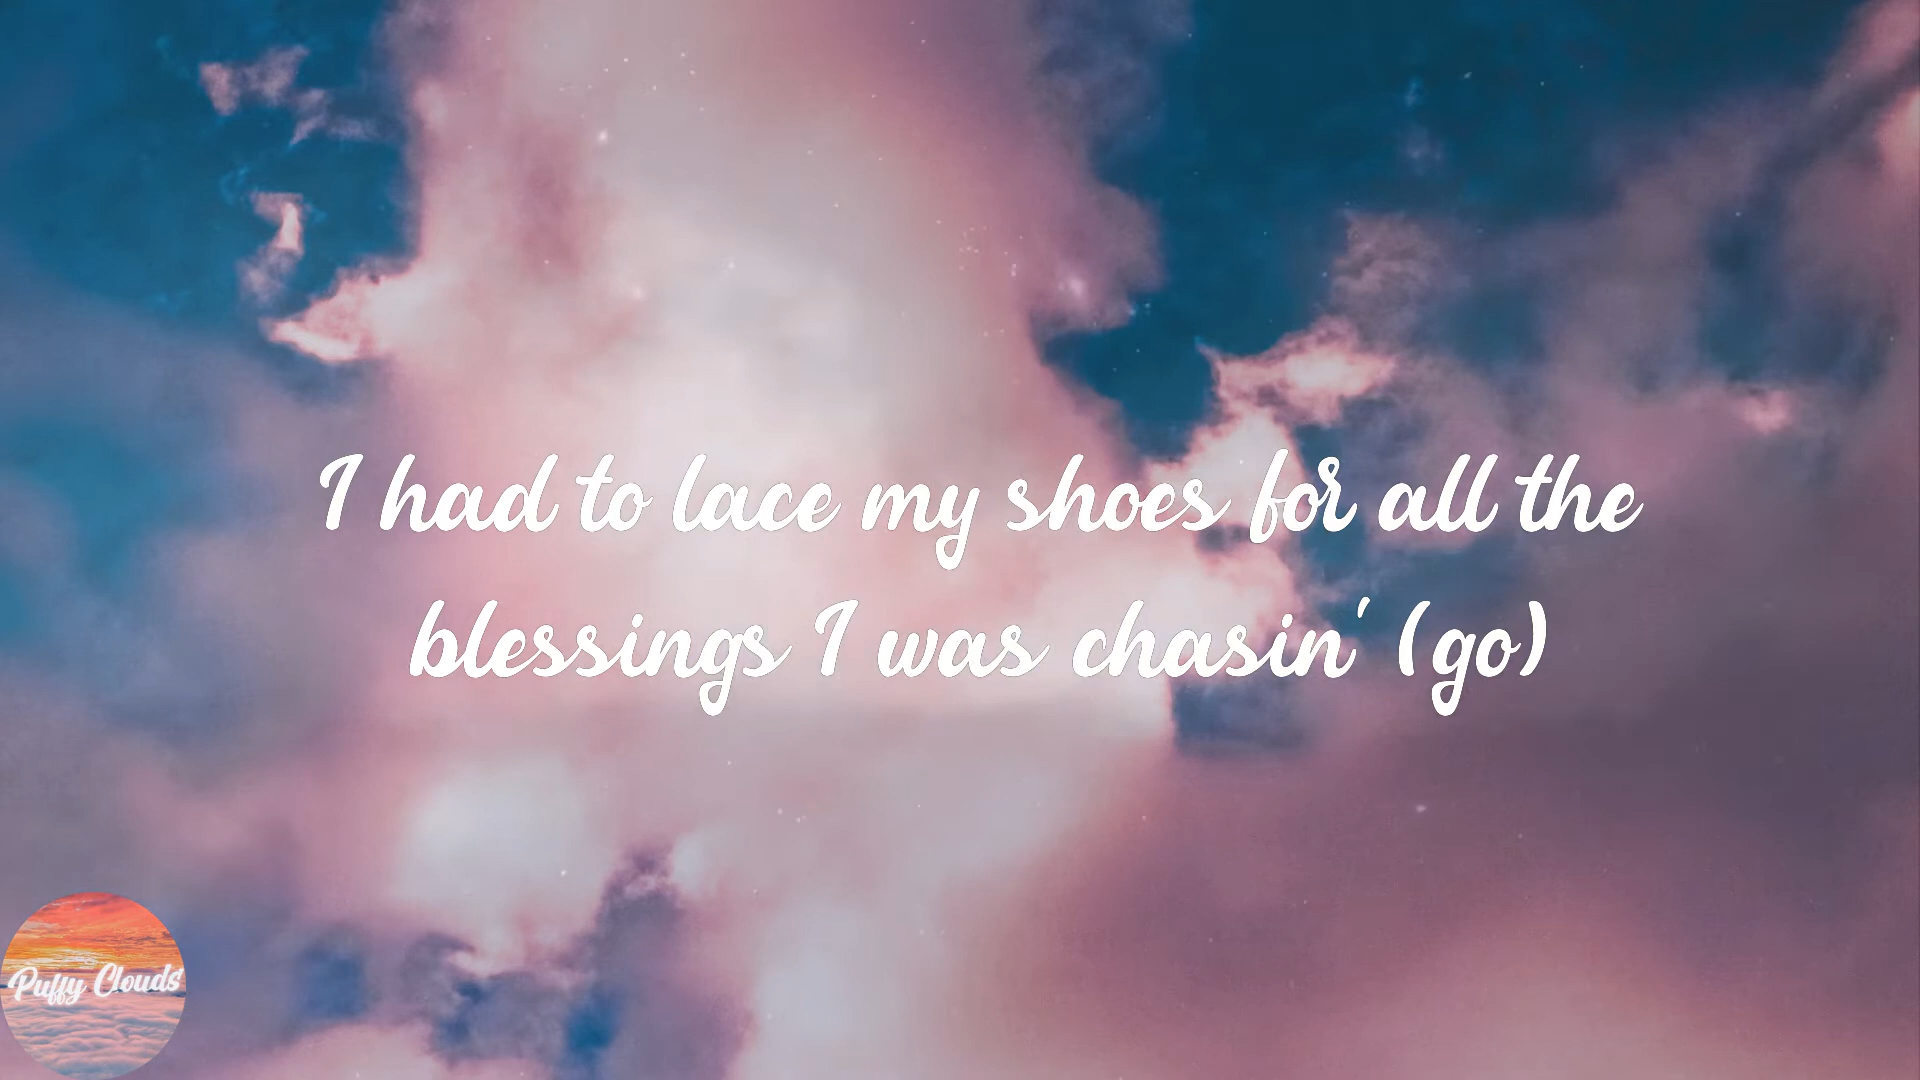 I had to lace my shoes for all the
blessings I was chasin' (go)
Puffy Clouds